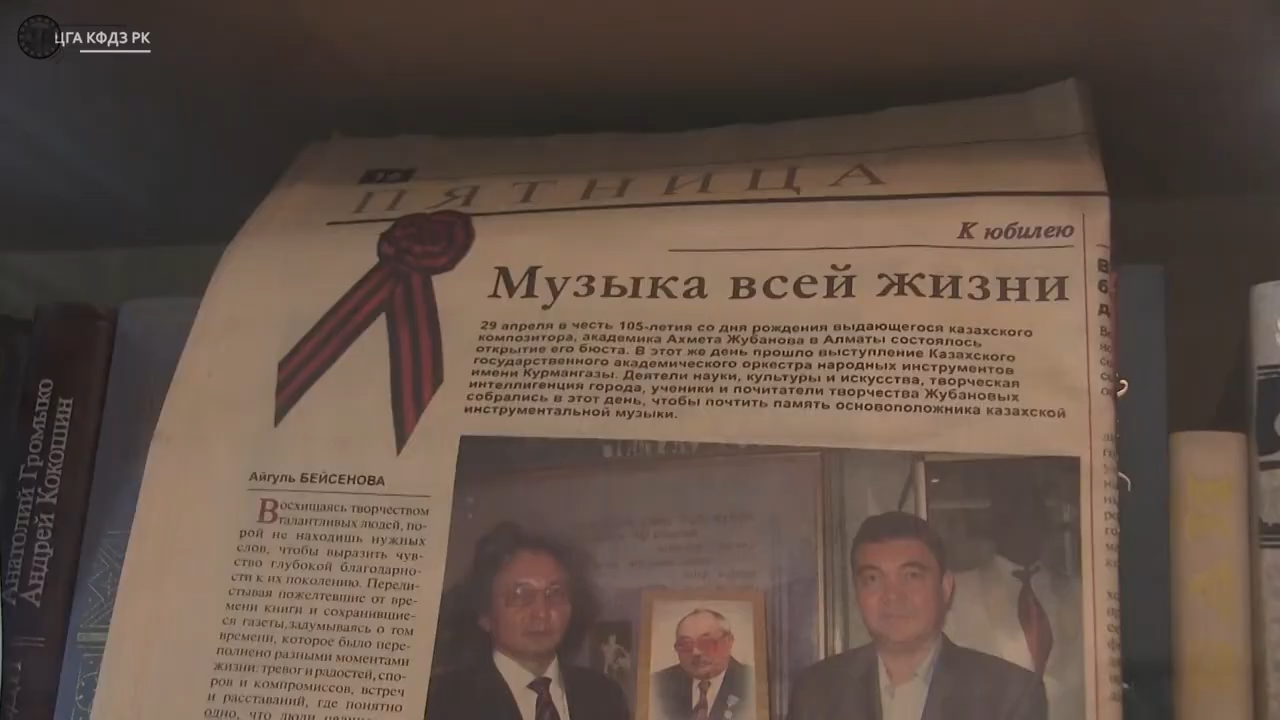 ЦГА КФДЗ РК
ПЯТНИЦА
К юбилею
Музыка всей жизни
29 апреля в честь 105-летия со дня рождения выдающегося казахского
композитора, академика Ахмета Жубанова в Алматы состоялось
открытие его бюста. В этот же день прошло выступление Казахского
государственного академического оркестра народных инструментов
имени Курмангазы. Деятели науки, культуры и искусства, творческая
интеллигенция города, ученики и почитатели творчества Жубановых
собрались в этот день, чтобы почтить память основоположника казахской
инструментальной музыки.
Айгуль БЕЙСЕНОВА
Восхищаясь творчеством
талантливых людей, по-
рой не находишь нужных
слов, чтобы выразить чув-
ство глубокой благодарно-
сти к их поколению. Перели-
стывая пожелтевшие от вре-
мени книги и сохранившие-
ся газеты, задумываясь о том
времени, которое было пере-
полнено разными моментами
жизни: тревог и радостей, спо-
ров и компромиссов, встреч
и расставаний, где понятно
одно, что люди
Анатолий Громыко
Андрей Кокошин